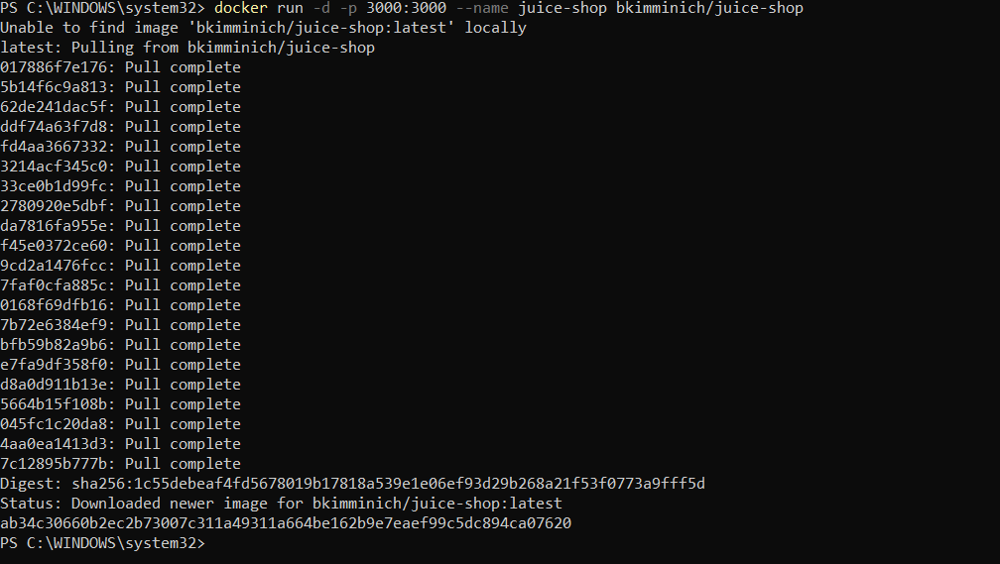 PS C:\WINDOWS\system32> docker run -d -p 3000:3000 --name juice-shop bkimminich/juice-shop
Unable to find image 'bkimminich/juice-shop:latest' locally
latest: Pulling from bkimminich/juice-shop
017886f7e176: Pull complete
5b14f6c9a813: Pull complete
62de241dac5f: Pull complete
ddf74a63f7d8: Pull complete
fd4aa3667332: Pull complete
3214acf345c0: Pull complete
33ce0b1d99fc: Pull complete
2780920e5dbf: Pull complete
da7816fa955e: Pull complete
f45e0372ce60: Pull complete
9cd2a1476fcc: Pull complete
7faf0cfa885c: Pull complete
0168f69dfb16: Pull complete
7b72e6384ef9: Pull complete
bfb59b82a9b6: Pull complete
e7fa9df358f0: Pull complete
d8a0d911b13e: Pull complete
5664b15f108b: Pull complete
045fc1c20da8: Pull complete
4aa0ea1413d3: Pull complete
7c12895b777b: Pull complete
Digest: sha256:1c55debeaf4fd5678019b17818a539e1e06ef93d29b268a21f53f0773a9fff5d
Status: Downloaded newer image for bkimminich/juice-shop:latest
ab34c30660b2ec2b73007c311a49311a664be162b9e7eaef99c5dc894ca07620
PS C:\WINDOWS\system32>